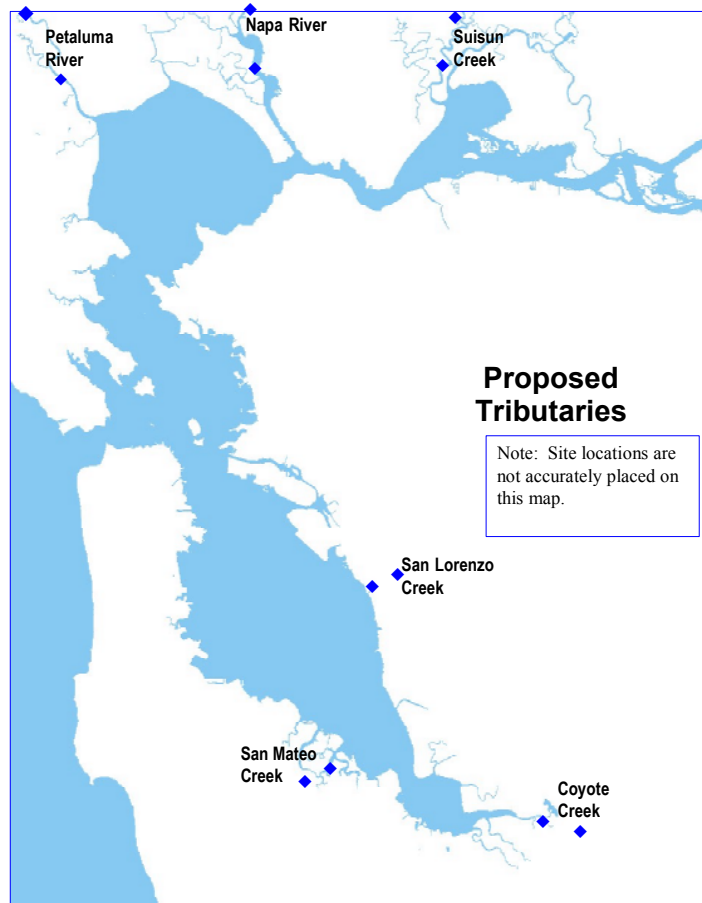 Napa River
Petaluma
River
Suisun
Creek
Proposed
Tributaries
Note:  Site locations are
not accurately placed on
this map.
San Lorenzo
Creek
San Mateo
Creek
Coyote
Creek